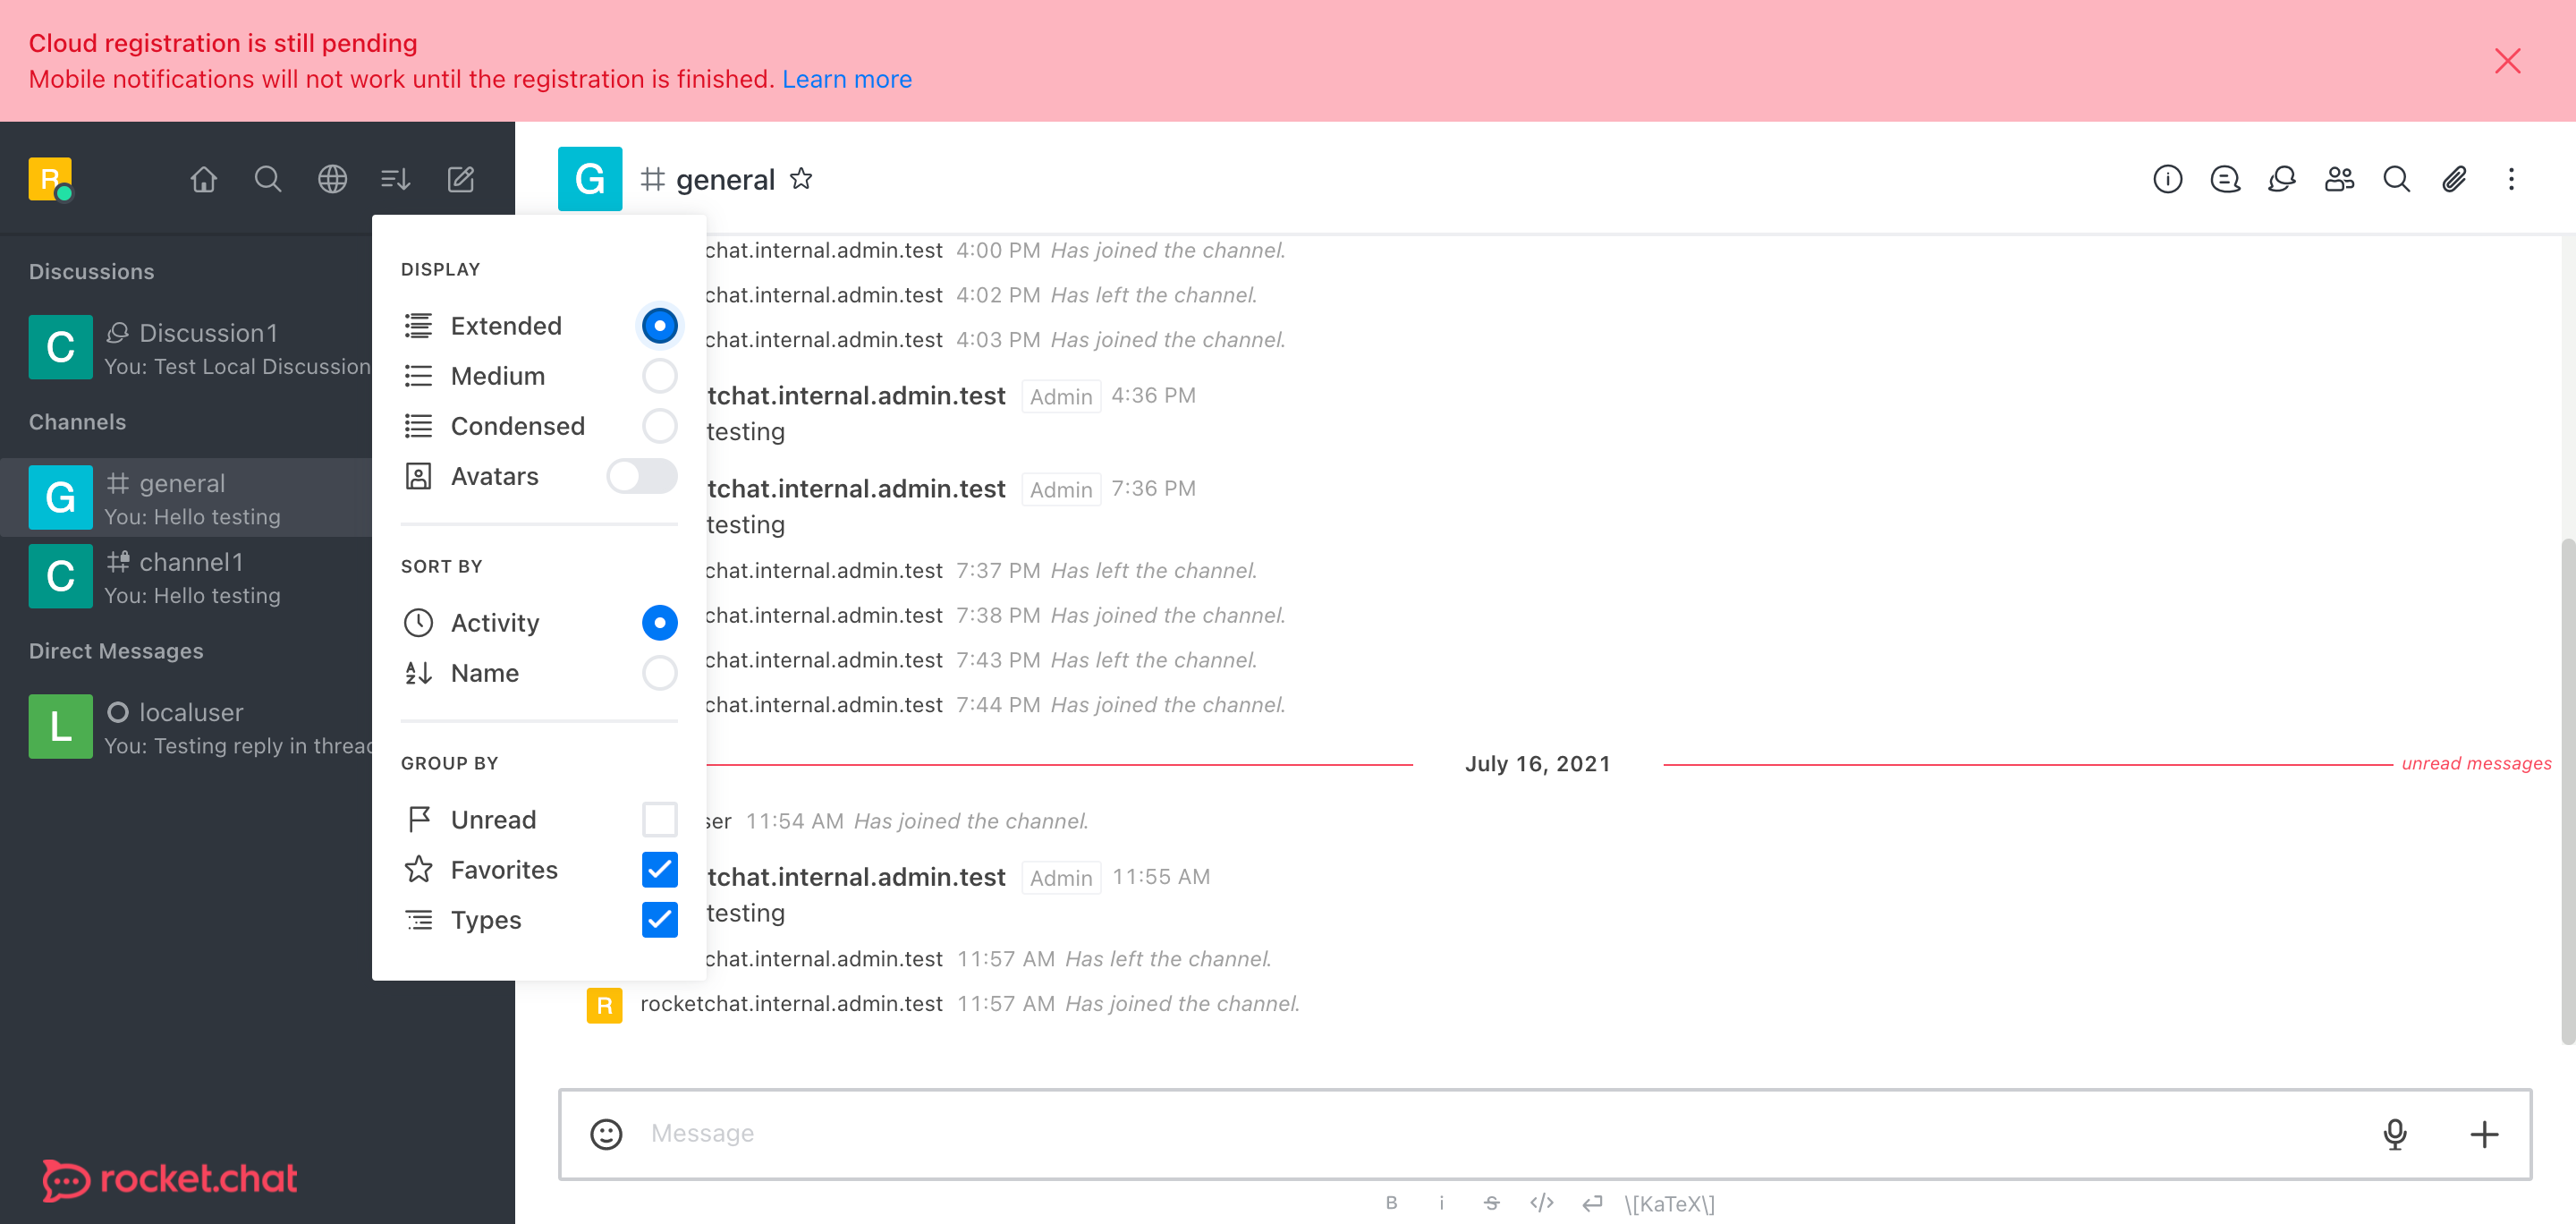 Cloud registration is still pending
Mobile notifications will not work until the registration is finished. Learn more
R
G
general
Discussions
C
Discussion1
You: Test Local Discussion
Channels
G
general
You: Hello testing
C
channel1
You: Hello testing
Direct Messages
L
localuser
You: Testing reply in
rocket.chat
DISPLAY
Extended
Medium
Condensed
Avatars
SORT BY
Activity
A
Z
Name
GROUP BY
Unread
Favorites
Types
chat.internal.admin.test 4:00 PM Has joined the channel.
chat.internal.admin.test 4:02 PM Has left the channel.
chat.internal.admin.test 4:03 PM Has joined the channel.
tchat.internal.admin.test Admin 4:36 PM
testing
tchat.internal.admin.test Admin 7:36 PM
testing
chat.internal.admin.test 7:37 PM Has left the channel.
chat.internal.admin.test 7:38 PM Has joined the channel.
chat.internal.admin.test 7:43 PM Has left the channel.
chat.internal.admin.test 7:44 PM Has joined the channel.
July 16, 2021 unread messages
ser 11:54 AM Has joined the channel.
tchat.internal.admin.test Admin 11:55 AM
testing
chat.internal.admin.test 11:57 AM Has left the channel.
R rocketchat.internal.admin.test 11:57 AM Has joined the channel.
Message
B i S </> \[KaTeX\]